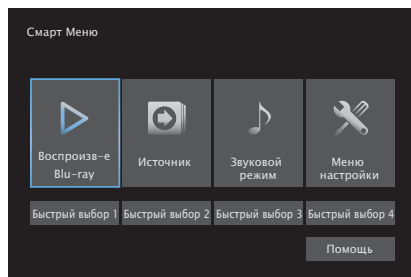 Смарт Меню
Воспроизв-е
Blu-ray
Источник
Звуковой
режим
Меню
настройки
Быстрый выбор 1 Быстрый выбор 2 Быстрый выбор 3 Быстрый выбор 4
Помощь